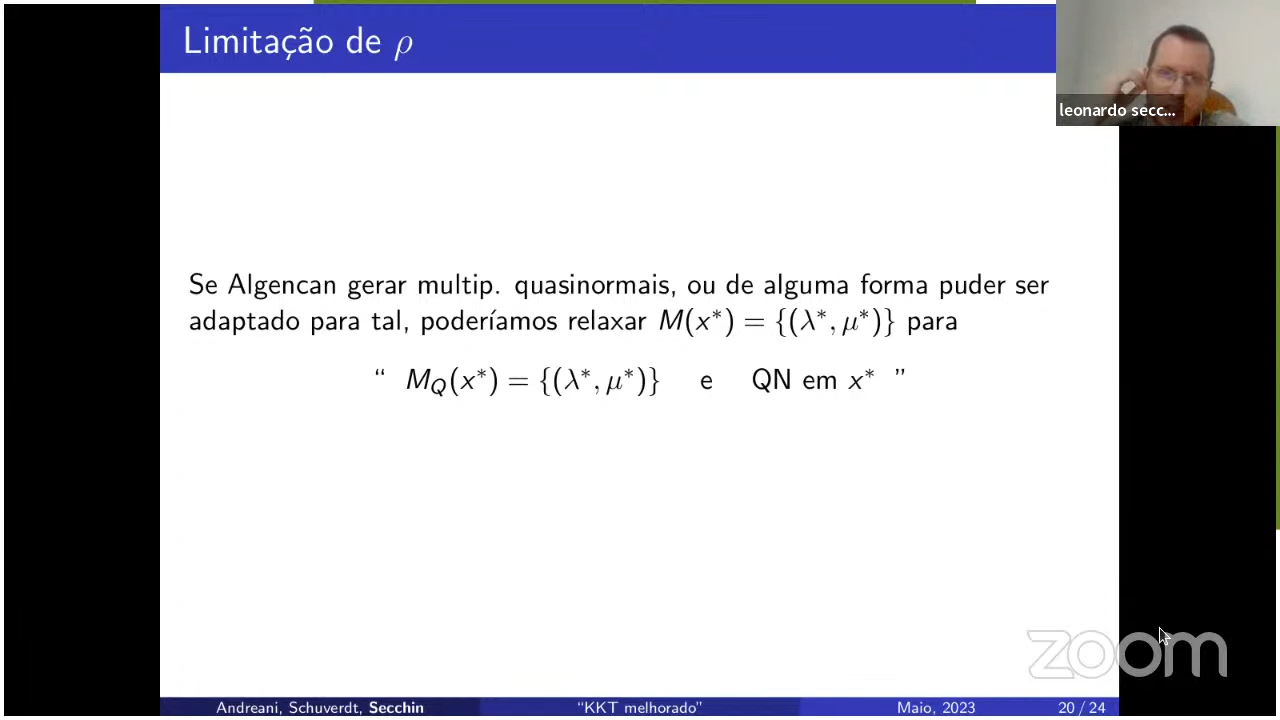 Limitação de ρ
leonardo secc...
Se Algencan gerar multip. quasinormais, ou de alguma forma puder ser
adaptado para tal, poderíamos relaxar M(x*) = {(λ*, μ*)} para
“ M_Q(x*) = {(λ*, μ*)} e QN em x* ”
zoom
Andreani, Schuverdt, Secchin “KKT melhorado” Maio, 2023 20 / 24